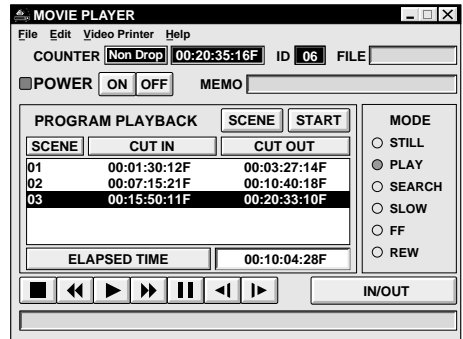 MOVIE PLAYER
File Edit Video Printer Help
COUNTER Non Drop 00:20:35:16F ID 06 FILE
POWER ON OFF MEMO
PROGRAM PLAYBACK SCENE START
SCENE CUT IN CUT OUT
01 00:01:30:12F 00:03:27:14F
02 00:07:15:21F 00:10:40:18F
03 00:15:50:11F 00:20:33:10F
ELAPSED TIME 00:10:04:28F
MODE
STILL
PLAY
SEARCH
SLOW
FF
REW
IN/OUT